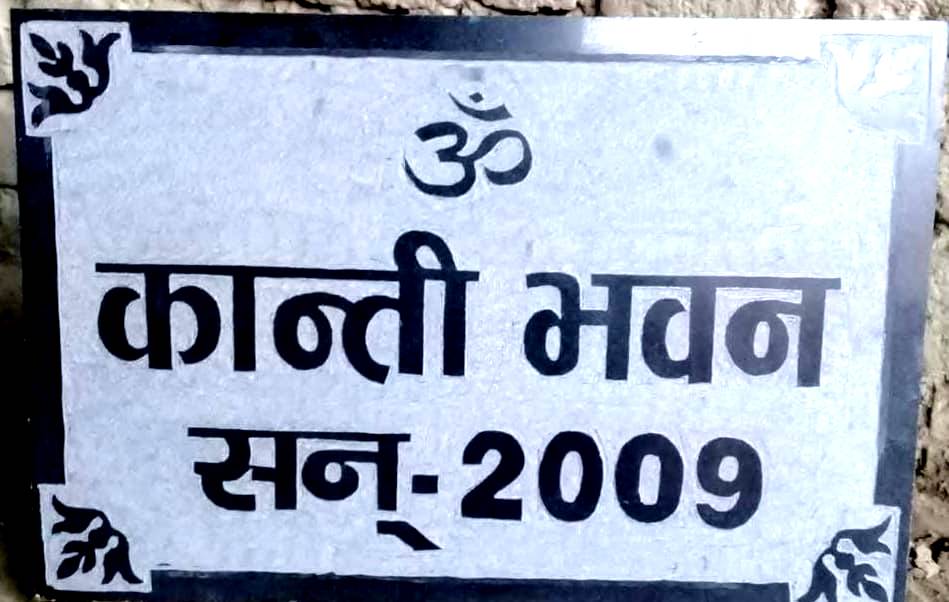 ॐ
कान्ती भवन
सन्-2009